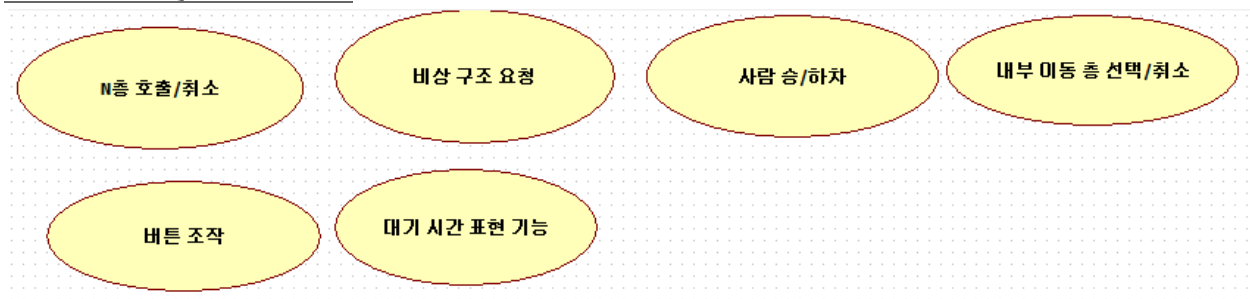 N층 호출/취소
비상 구조 요청
사람 승/하차
내부 이동 층 선택/취소
버튼 조작
대기 시간 표현 기능